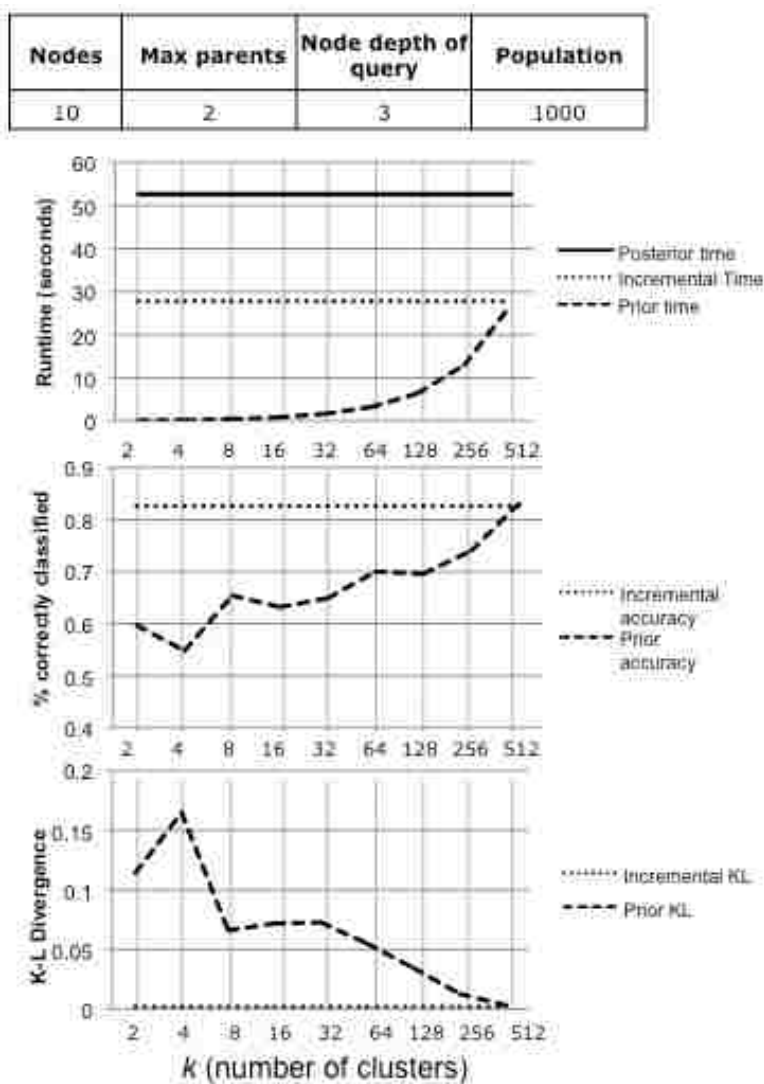 Nodes Max parents Node depth of query Population
10 2 3 1000
60
50
40
30
20
10
0
Runtime (seconds)
2 4 8 16 32 64 128 256 512
Posterior time
Incremental Time
Prior time
0.9
0.8
0.7
0.6
0.5
0.4
% correctly classified
2 4 8 16 32 64 128 256 512
Incremental
accuracy
Prior
accuracy
0.2
0.15
0.1
0.05
0
K-L Divergence
2 4 8 16 32 64 128 256 512
Incremental KL
Prior KL
k (number of clusters)